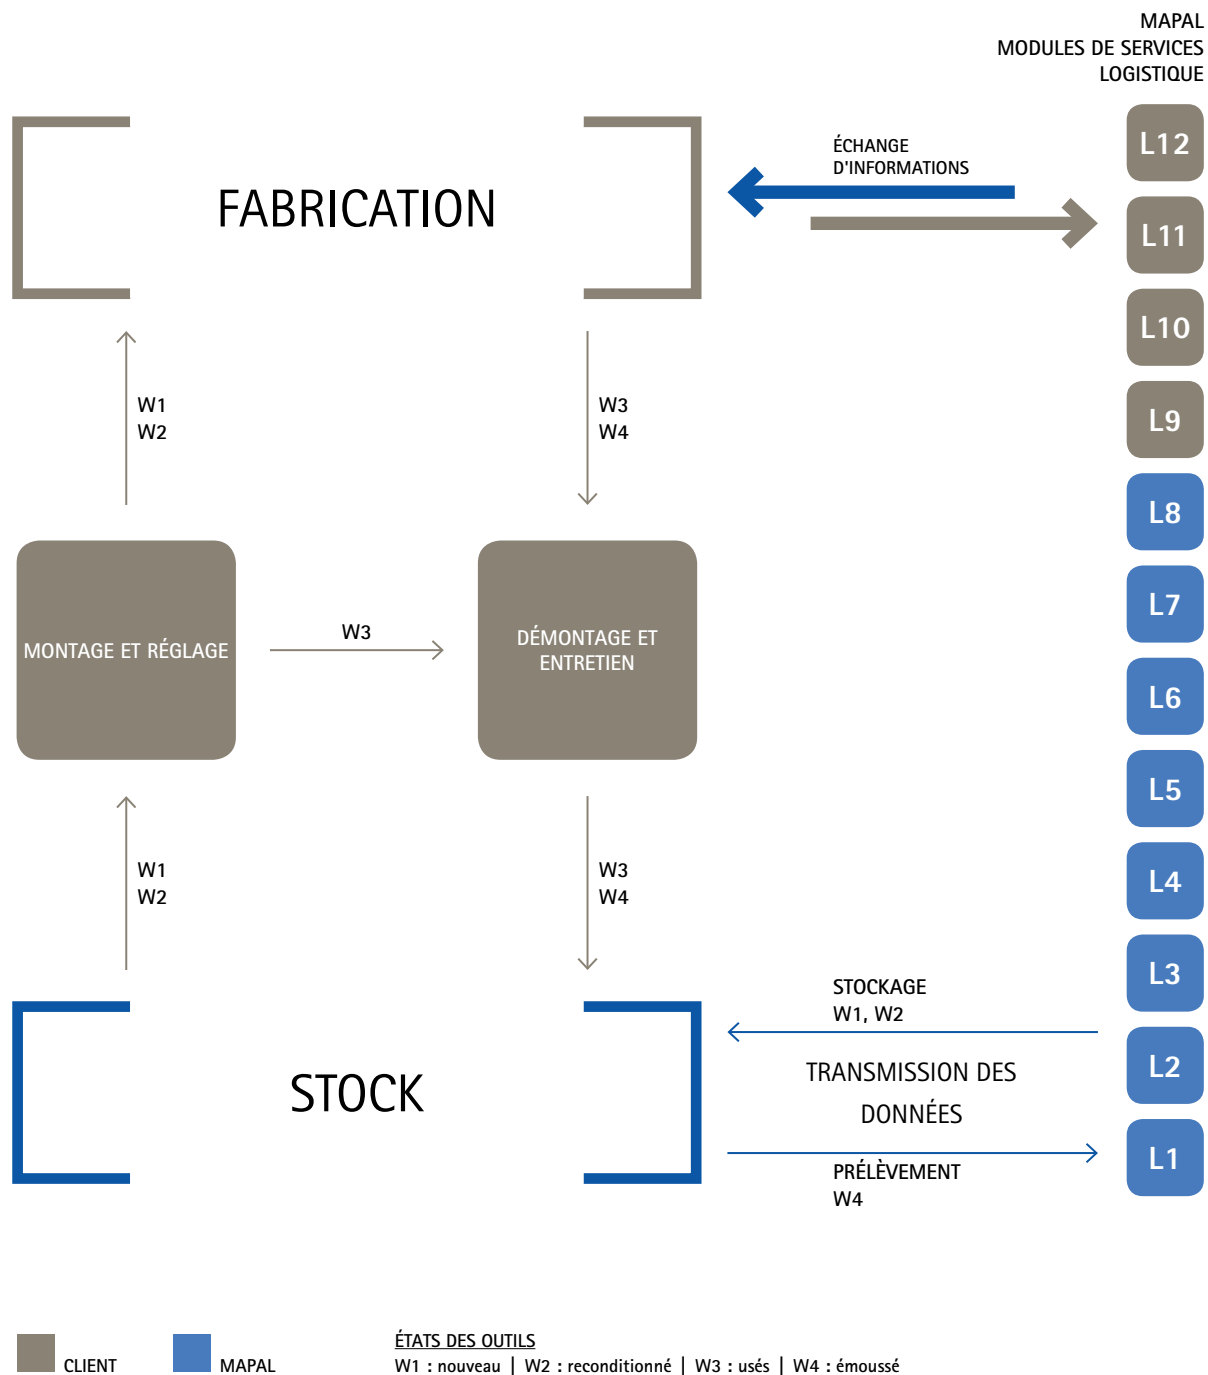 MAPAL
MODULES DE SERVICES
LOGISTIQUE
L12
ÉCHANGE
D'INFORMATIONS
FABRICATION
L11
L10
W1
W2
W3
W4
L9
L8
L7
MONTAGE ET RÉGLAGE
W3
DÉMONTAGE ET
ENTRETIEN
L6
L5
W1
W2
W3
W4
L4
L3
STOCKAGE
W1, W2
STOCK
TRANSMISSION DES
DONNÉES
L2
PRÉLÈVEMENT
W4
L1
CLIENT
MAPAL
ÉTATS DES OUTILS
W1 : nouveau | W2 : reconditionné | W3 : usés | W4 : émoussé